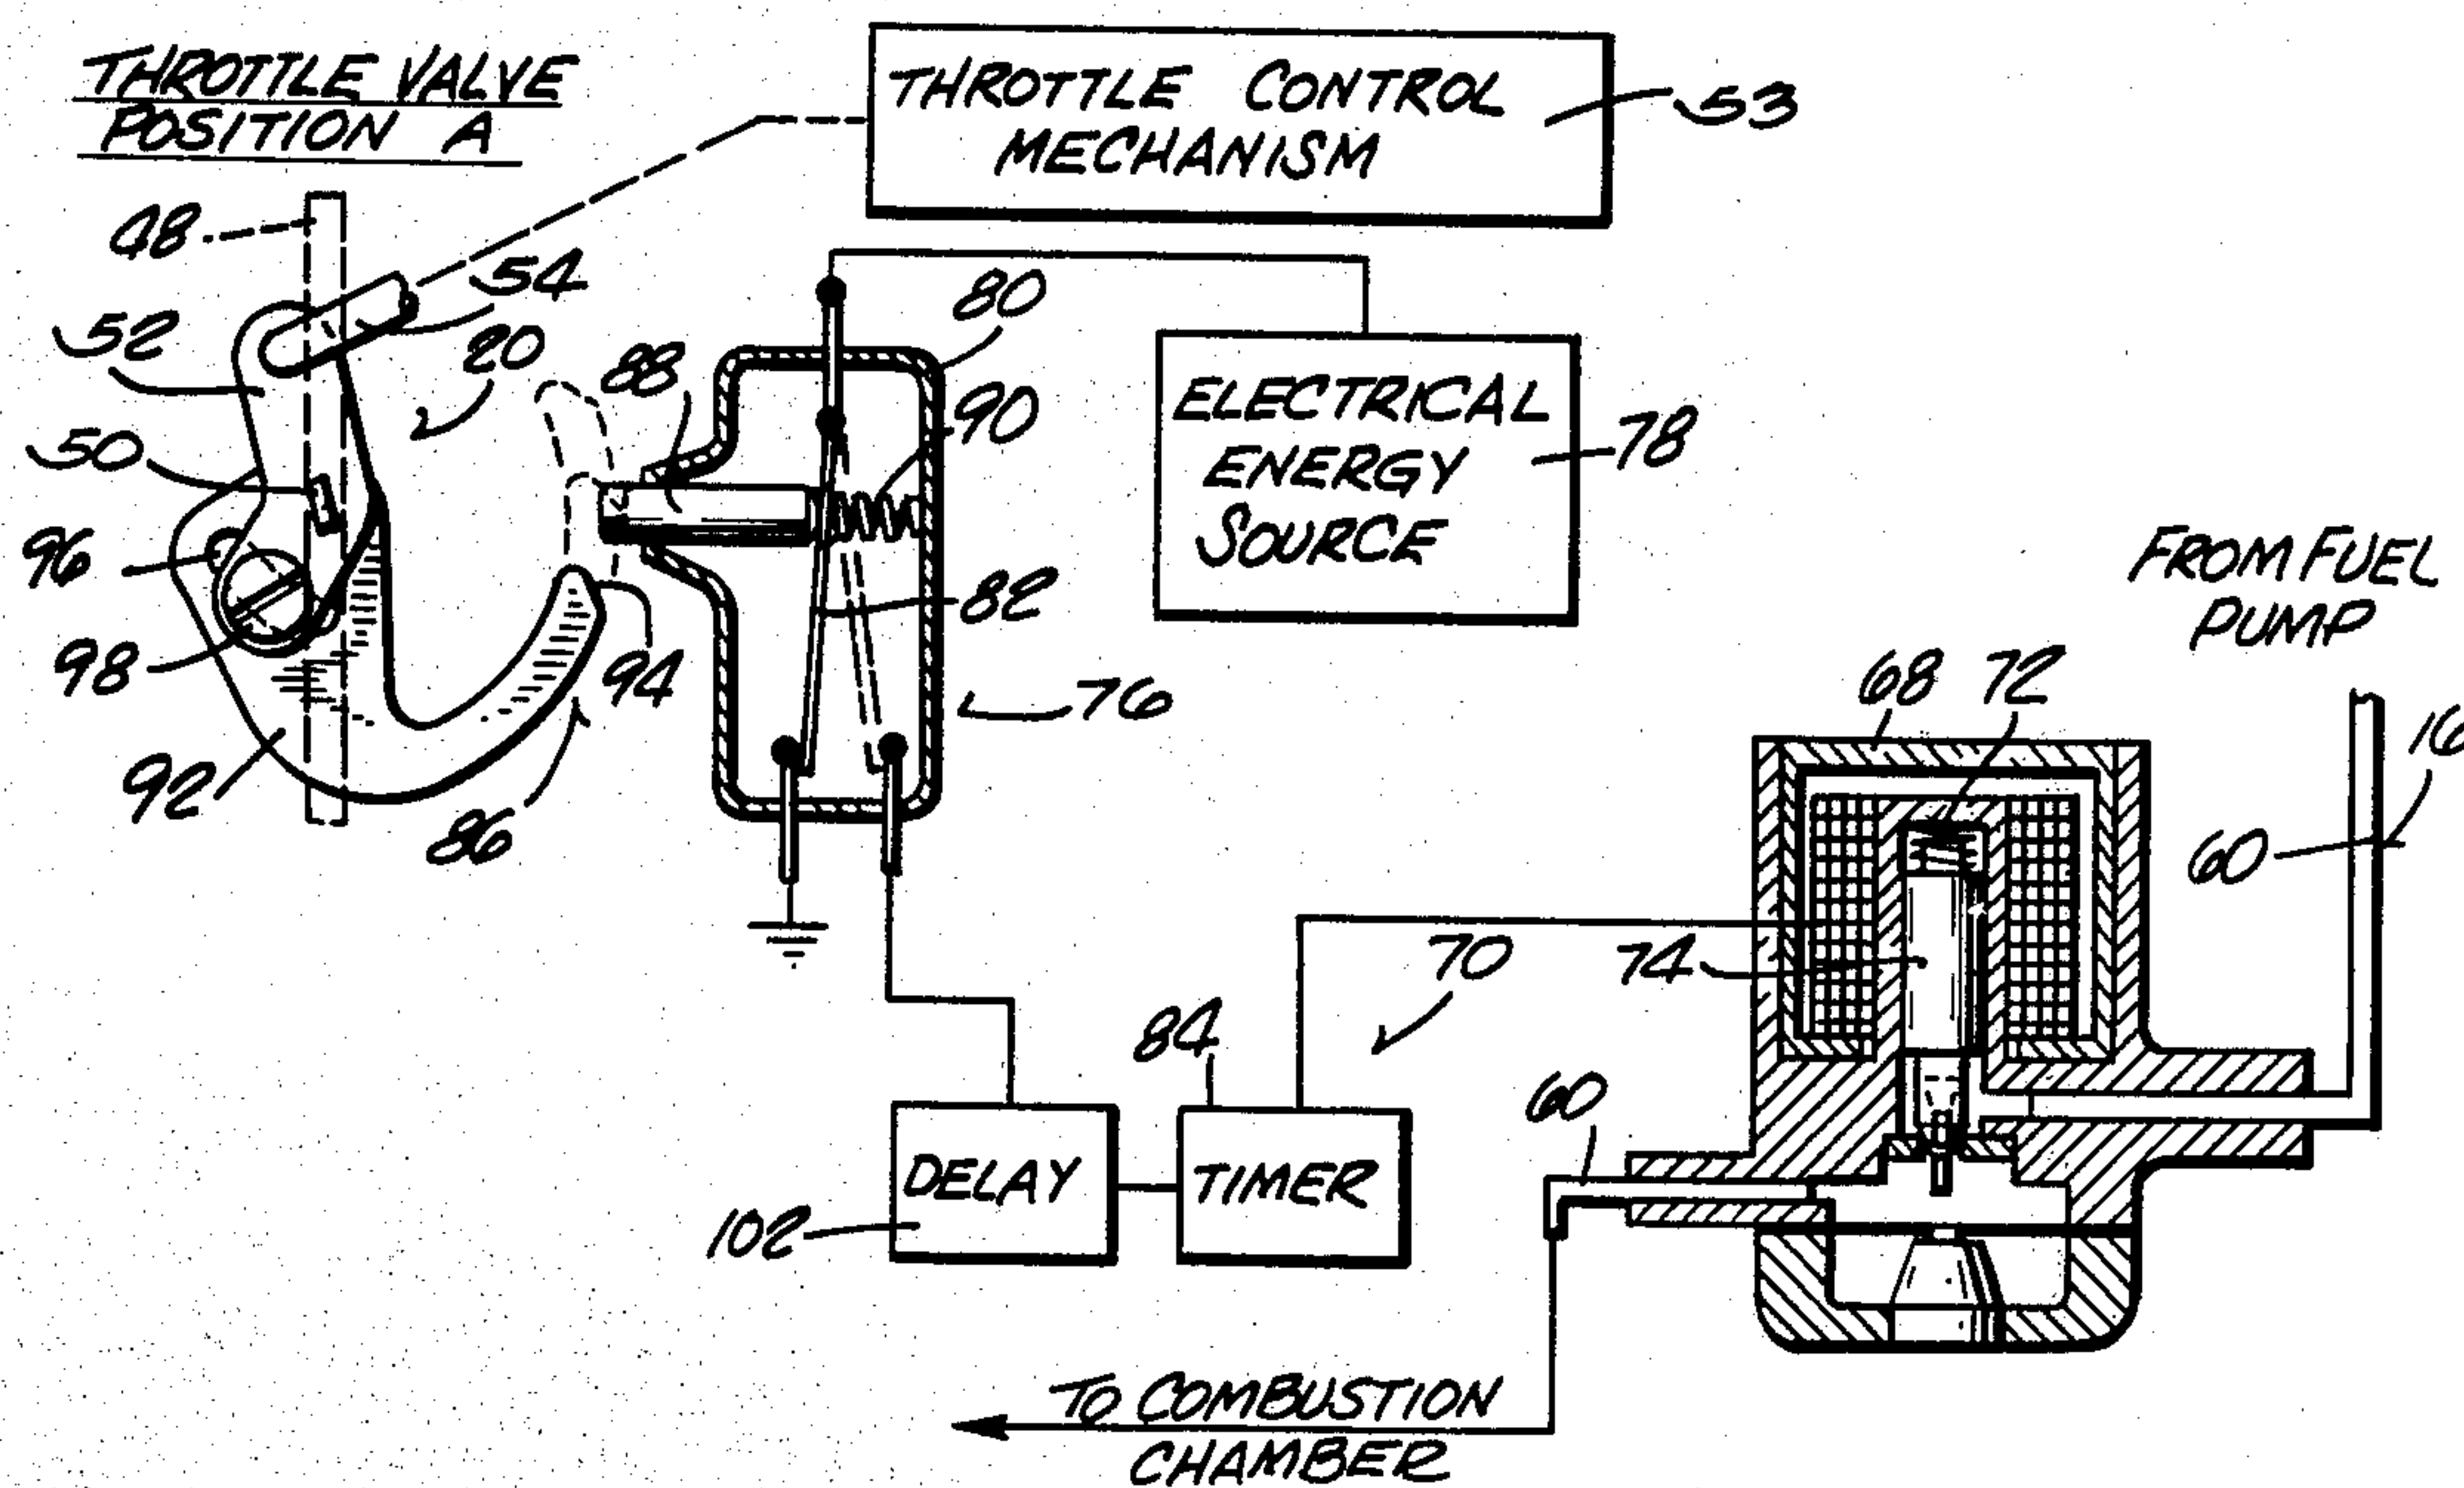 THROTTLE VALVE
POSITION A
THROTTLE CONTROL
MECHANISM
53
48
54
52
20
88
80
90
50
ELECTRICAL
ENERGY
SOURCE
78
96
82
98
94
76
92
86
FROM FUEL
PUMP
68
72
16
60
74
70
84
60
DELAY
TIMER
102
TO COMBUSTION
CHAMBER